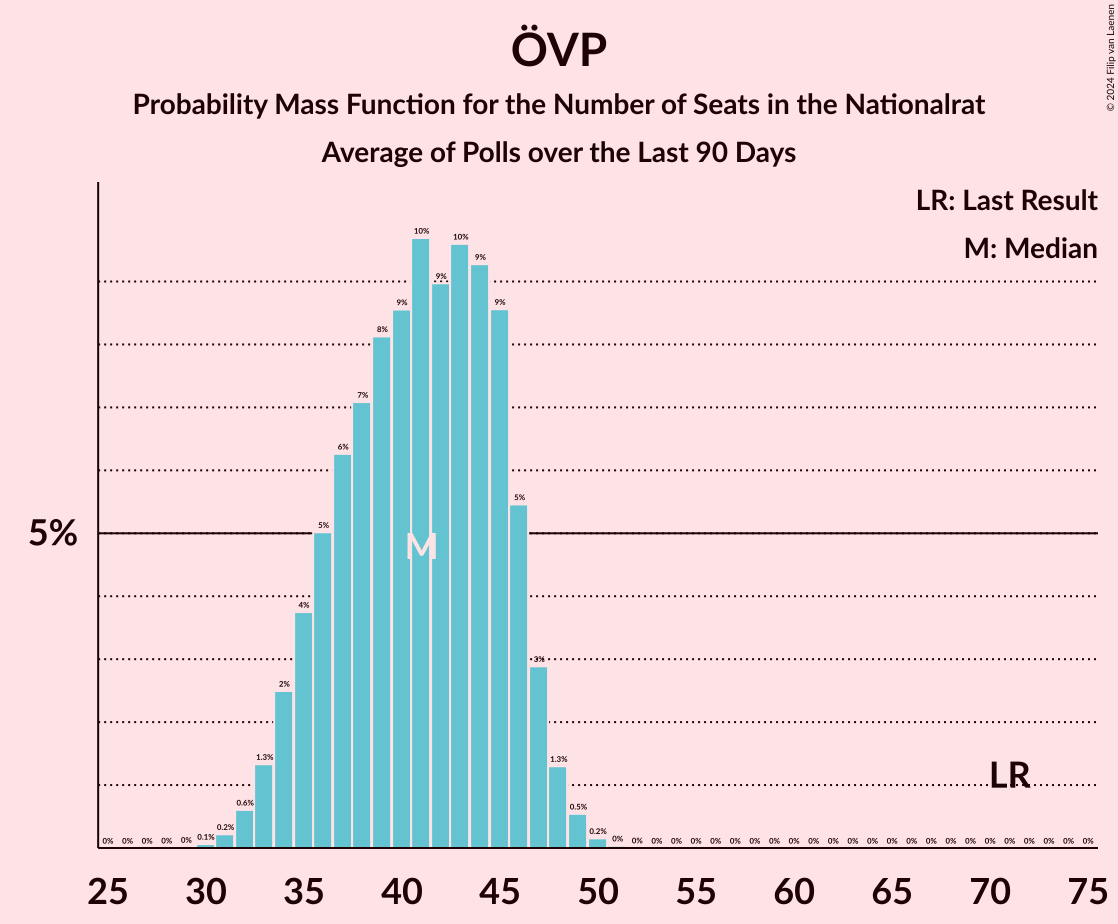 ÖVP
Probability Mass Function for the Number of Seats in the Nationalrat
Average of Polls over the Last 90 Days
© 2024 Filip van Laenen
LR: Last Result
M: Median
5%
0% 0% 0% 0% 0% 0.1% 0.2% 0.6% 1.3% 2% 4% 5% 6% 7% 8% 9% 10% 9% 10% 9% 9% 5% 3% 1.3% 0.5% 0.2% 0% 0% 0% 0% 0% 0% 0% 0% 0% 0% 0% 0% 0% 0% 0% 0% 0% 0% 0% 0% 0% 0% 0% 0% 0%
M
LR
25 30 35 40 45 50 55 60 65 70 75